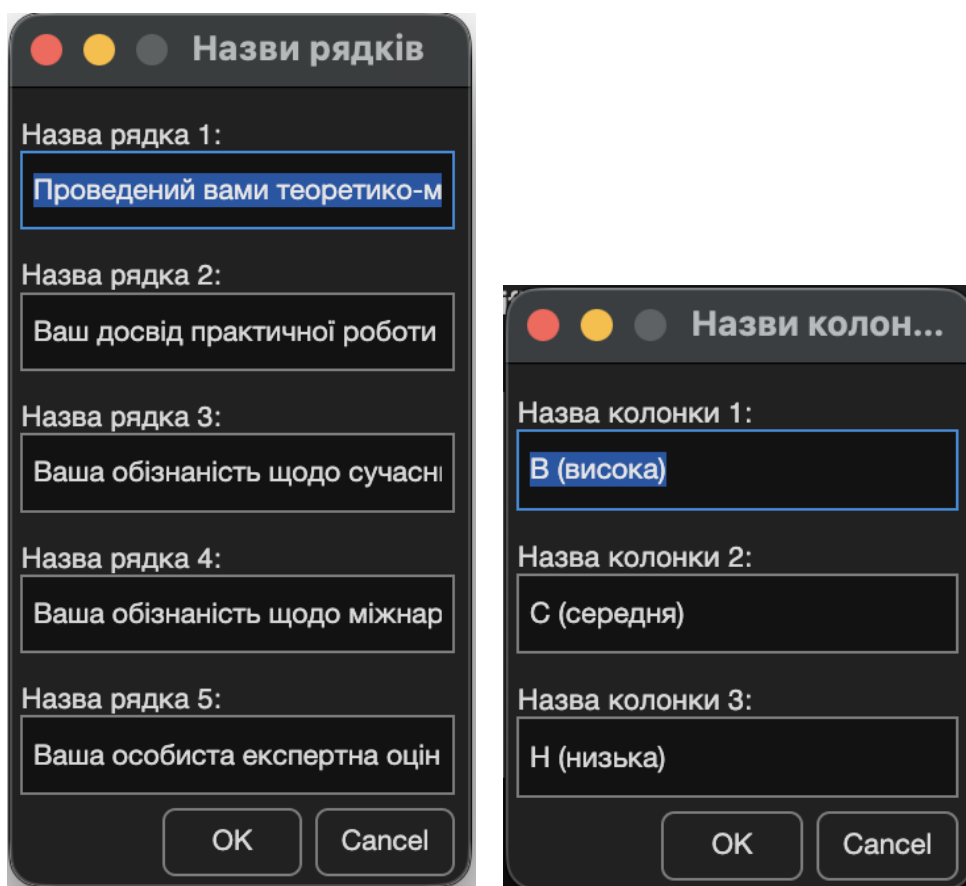 Назви рядків
Назва рядка 1:
Проведений вами теоретико-м
Назва рядка 2:
Ваш досвід практичної роботи
Назва рядка 3:
Ваша обізнаність щодо сучасн
Назва рядка 4:
Ваша обізнаність щодо міжнар
Назва рядка 5:
Ваша особиста експертна оцін
OK
Cancel
Назви колон...
Назва колонки 1:
В (висока)
Назва колонки 2:
С (середня)
Назва колонки 3:
Н (низька)
OK
Cancel